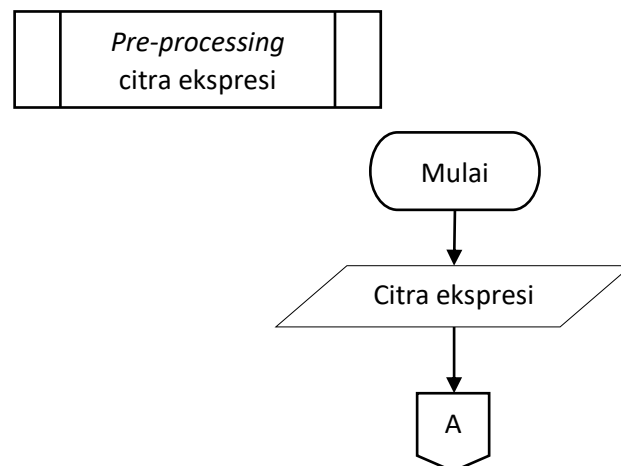 Pre-processing
citra ekspresi
Mulai
Citra ekspresi
A